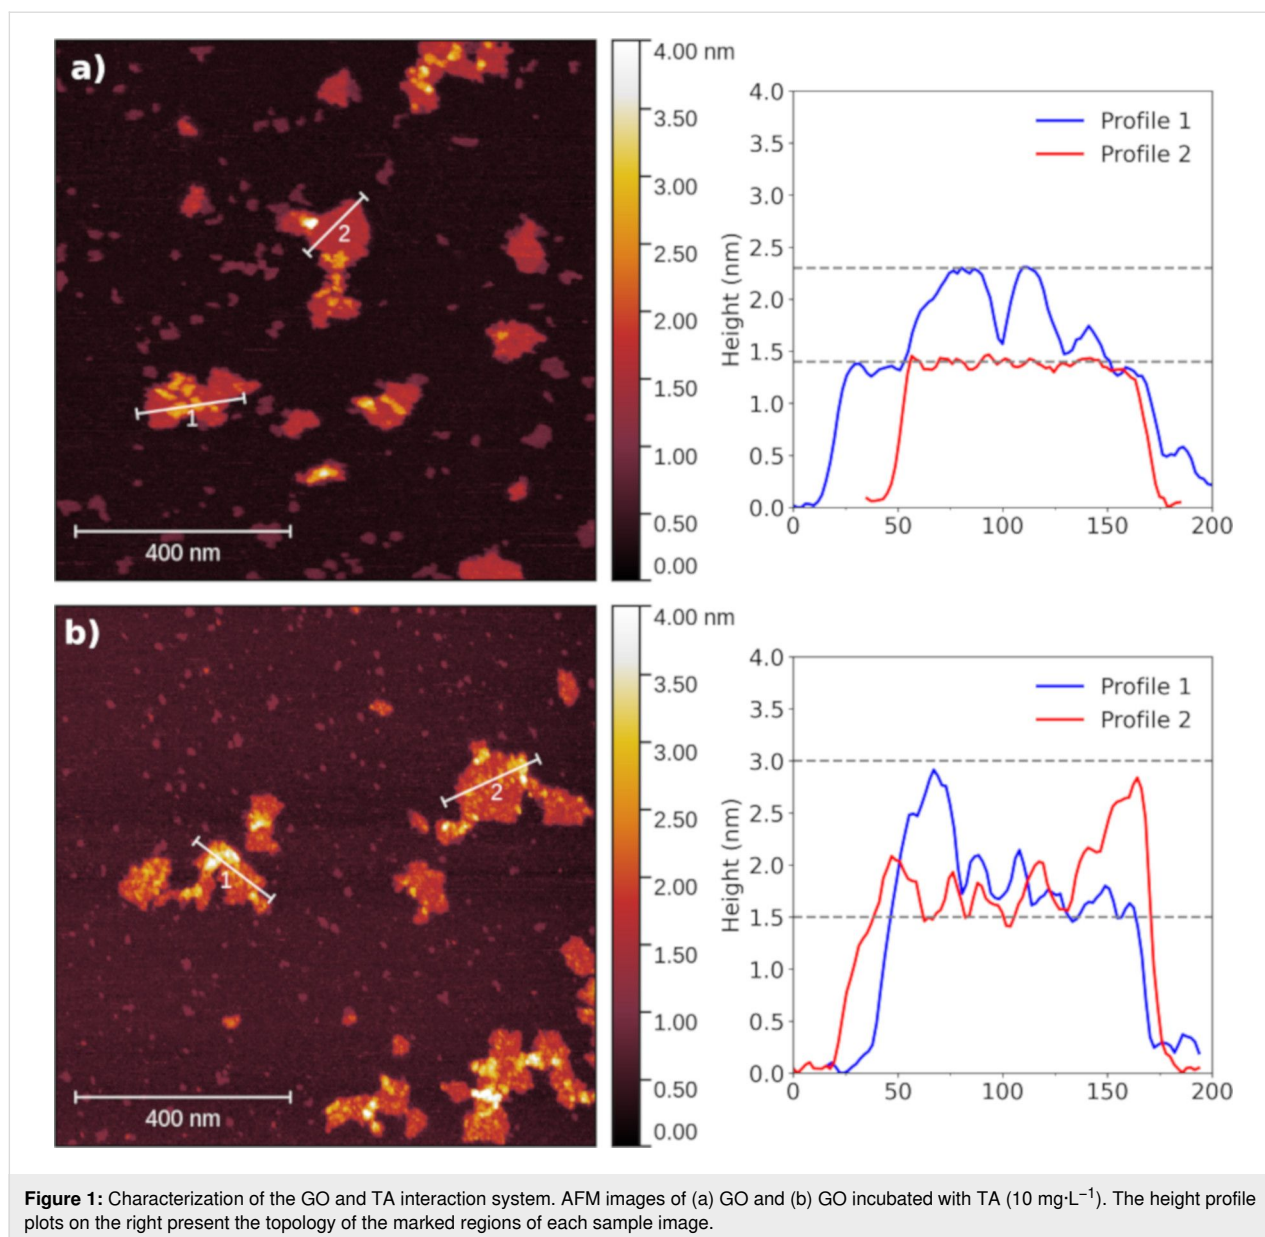 a)
2
1
400 nm
4.00 nm
3.50
3.00
2.50
2.00
1.50
1.00
0.50
0.00
4.0
3.5
3.0
2.5
2.0
1.5
1.0
0.5
0.0
Height (nm)
Profile 1
Profile 2
0 50 100 150 200
b)
2
1
400 nm
4.00 nm
3.50
3.00
2.50
2.00
1.50
1.00
0.50
0.00
4.0
3.5
3.0
2.5
2.0
1.5
1.0
0.5
0.0
Height (nm)
Profile 1
Profile 2
0 50 100 150 200
Figure 1: Characterization of the GO and TA interaction system. AFM images of (a) GO and (b) GO incubated with TA (10 mg·L⁻¹). The height profile
plots on the right present the topology of the marked regions of each sample image.